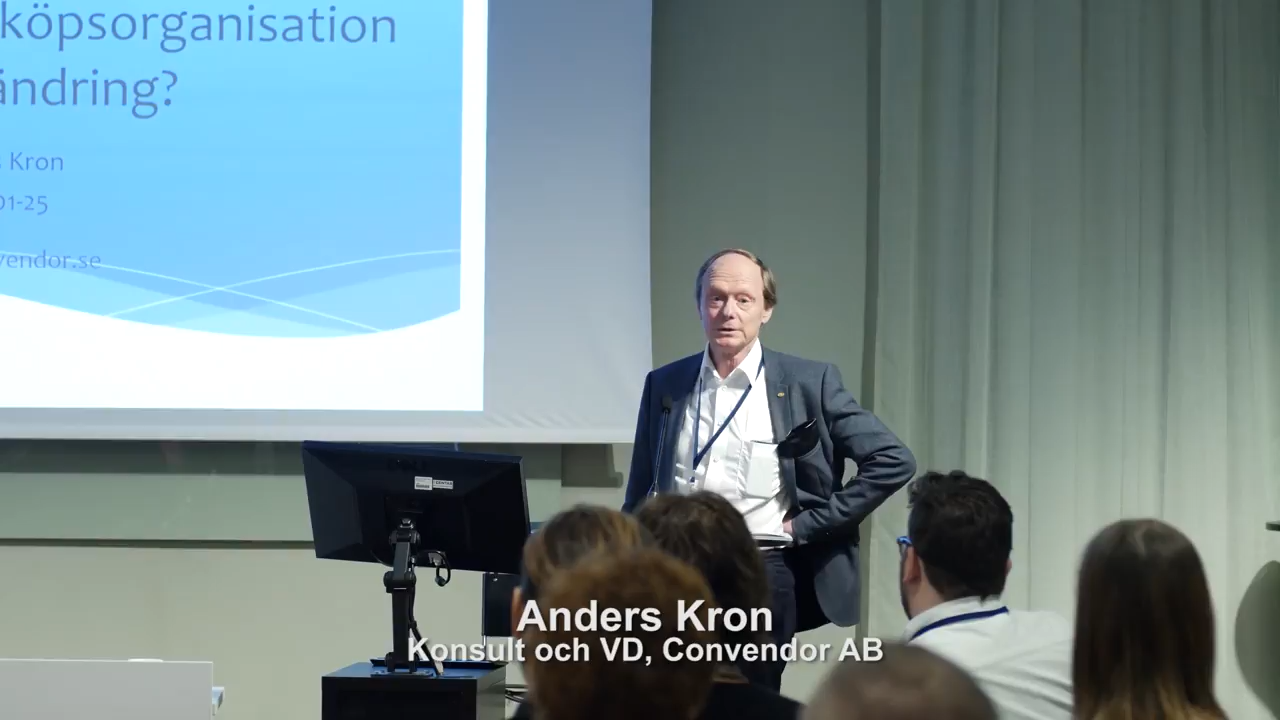 köpsorganisation
ändring?
s Kron
01-25
vendor.se
Anders Kron
Konsult och VD, Convendor AB